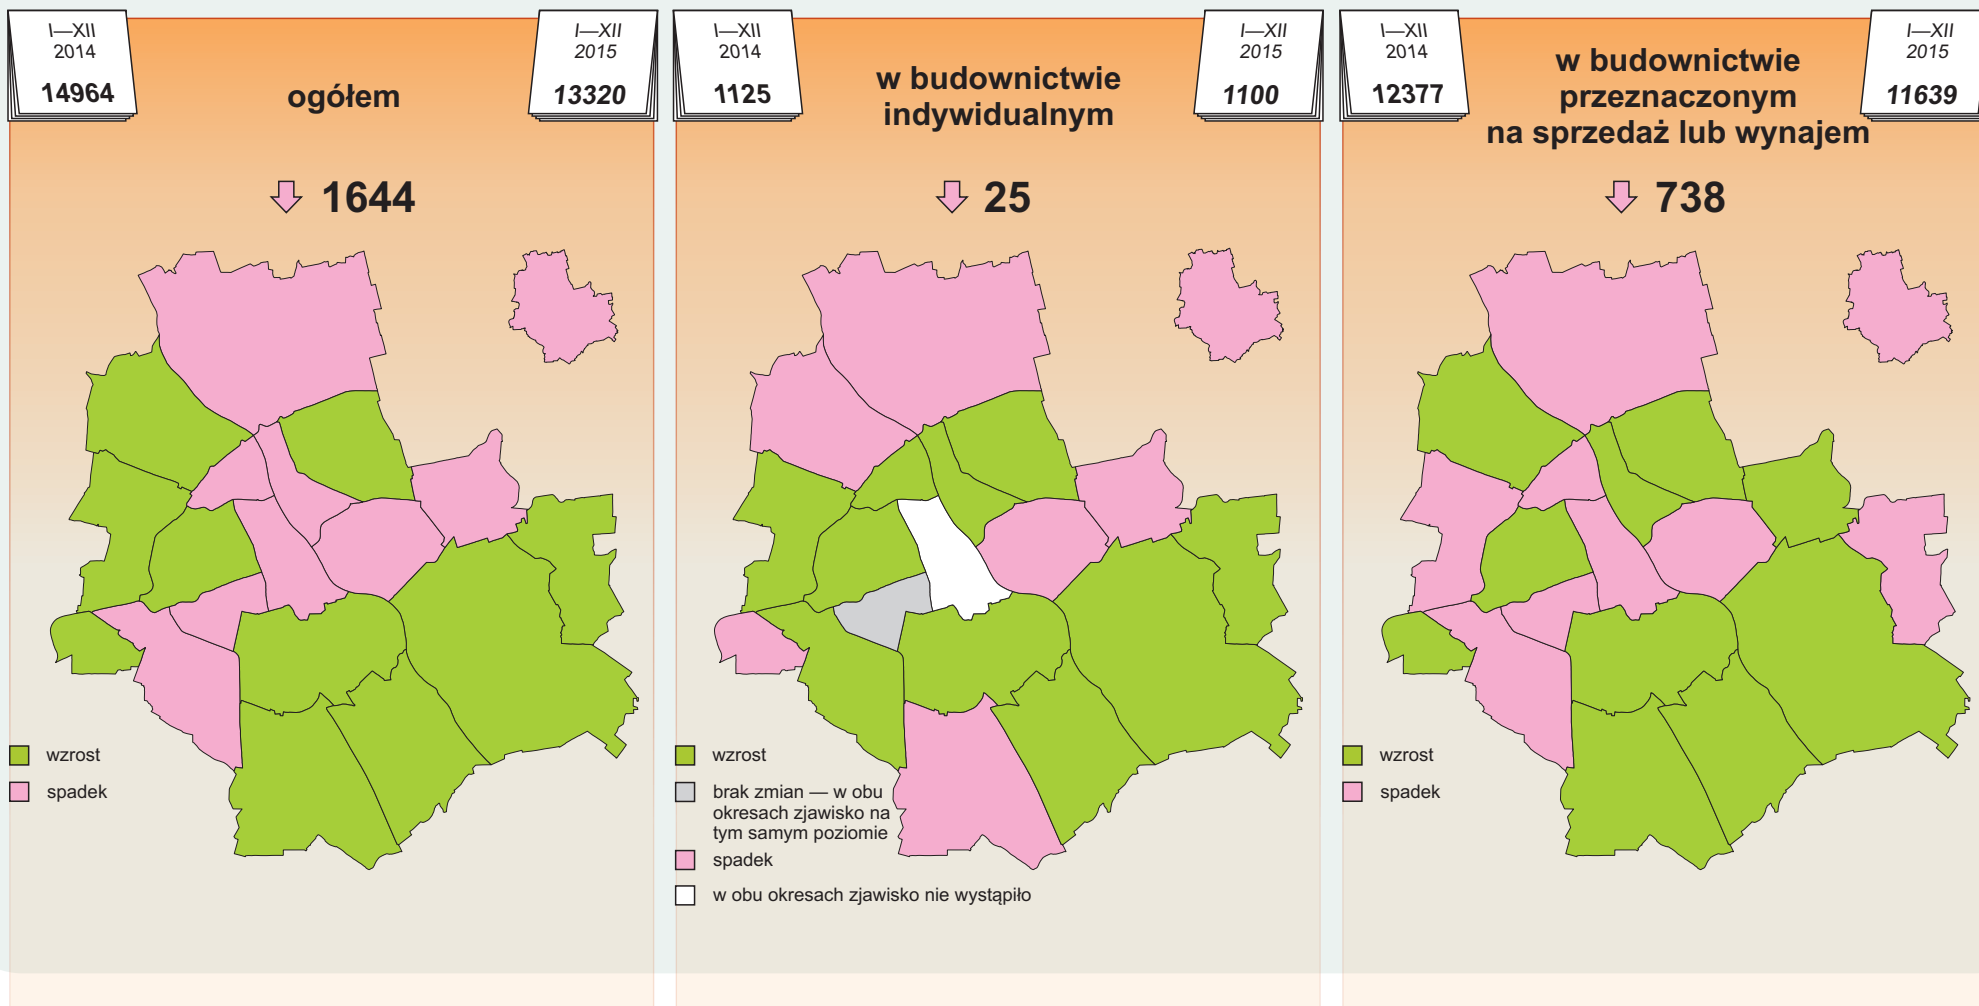 I—XII
2014
14964
ogółem
I—XII
2015
13320
1644
wzrost
spadek
I—XII
2014
1125
w budownictwie
indywidualnym
I—XII
2015
1100
25
wzrost
brak zmian — w obu
okresach zjawisko na
tym samym poziomie
spadek
w obu okresach zjawisko nie wystąpiło
I—XII
2014
12377
w budownictwie
przeznaczonym
na sprzedaż lub wynajem
I—XII
2015
11639
738
wzrost
spadek